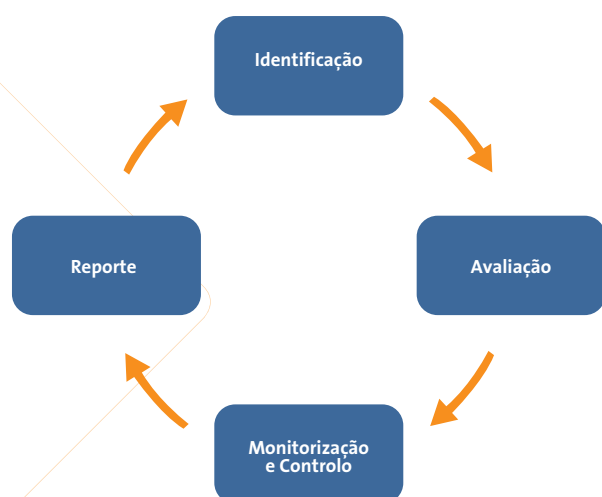 Identificação
Avaliação
Reporte
Monitorização
e Controlo